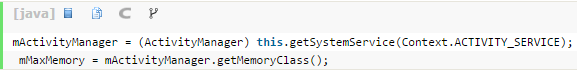 [java]
mActivityManager = (ActivityManager) this.getSystemService(Context.ACTIVITY_SERVICE);
mMaxMemory = mActivityManager.getMemoryClass();